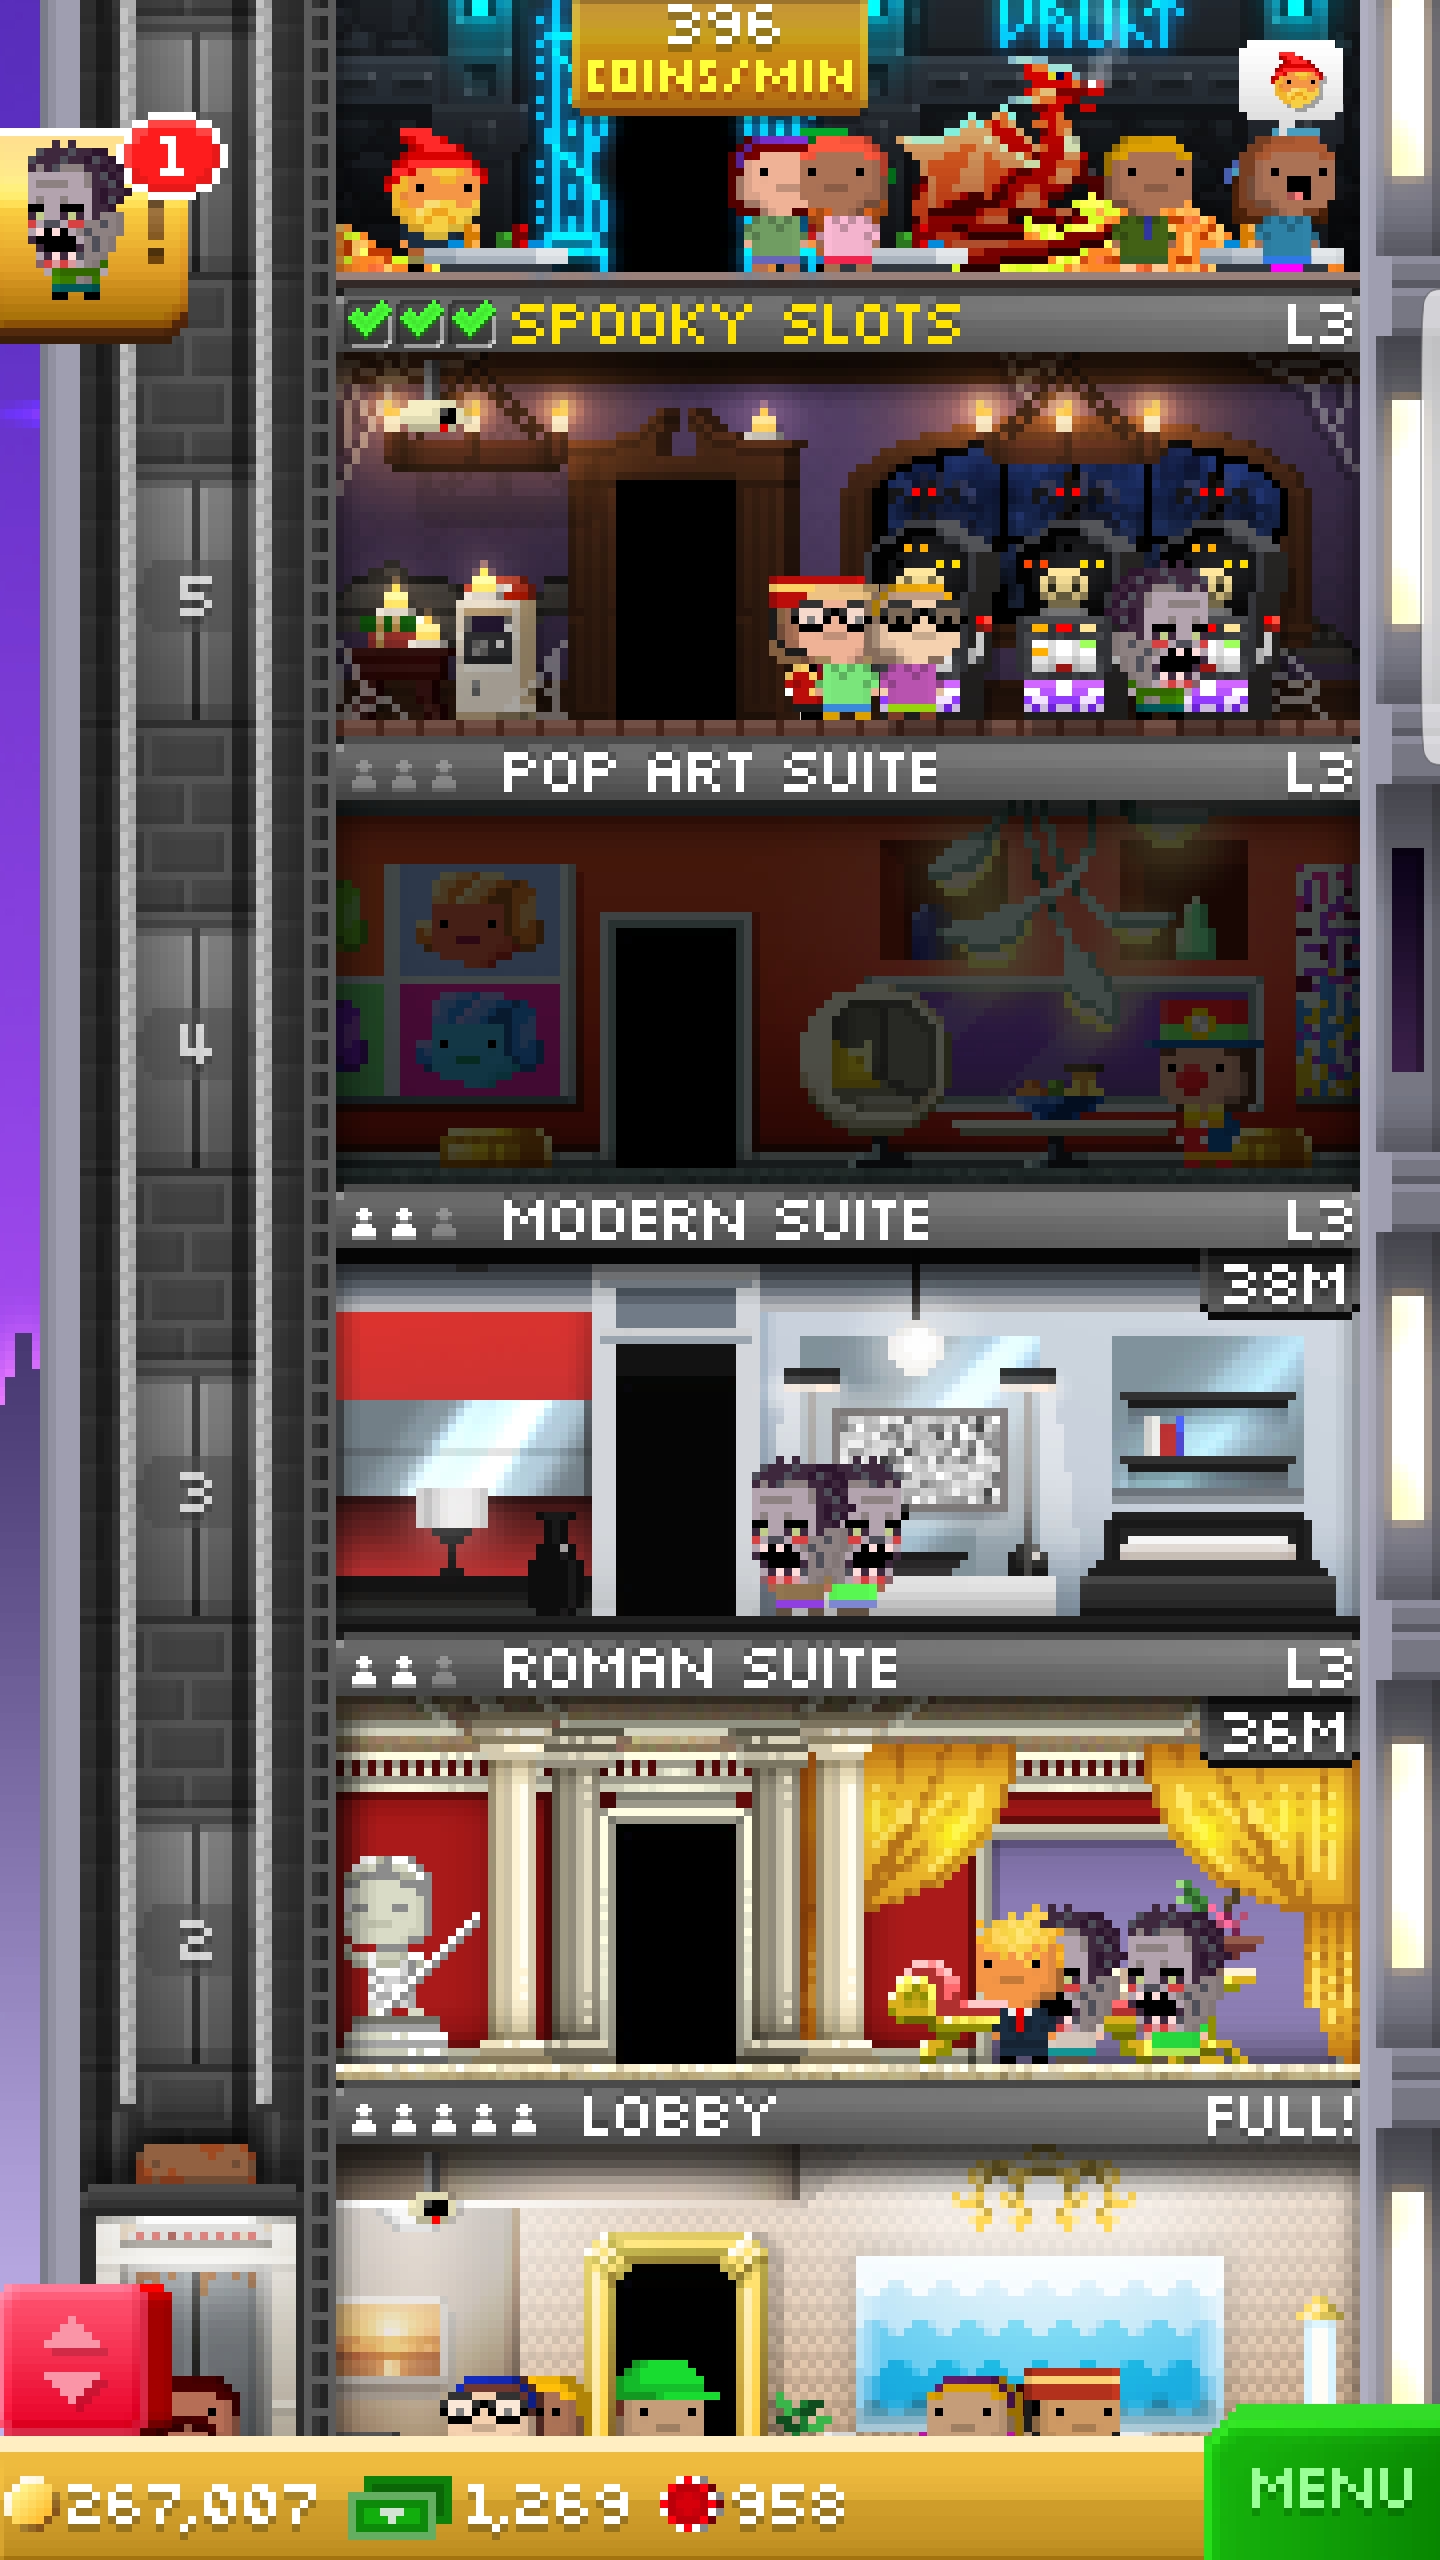 396
COINS/MIN
1
!
SPOOKY SLOTS L3
5
POP ART SUITE L3
4
MODERN SUITE L3
38M
3
ROMAN SUITE L3
36M
2
LOBBY FULL!
267,007 1,269 958
MENU